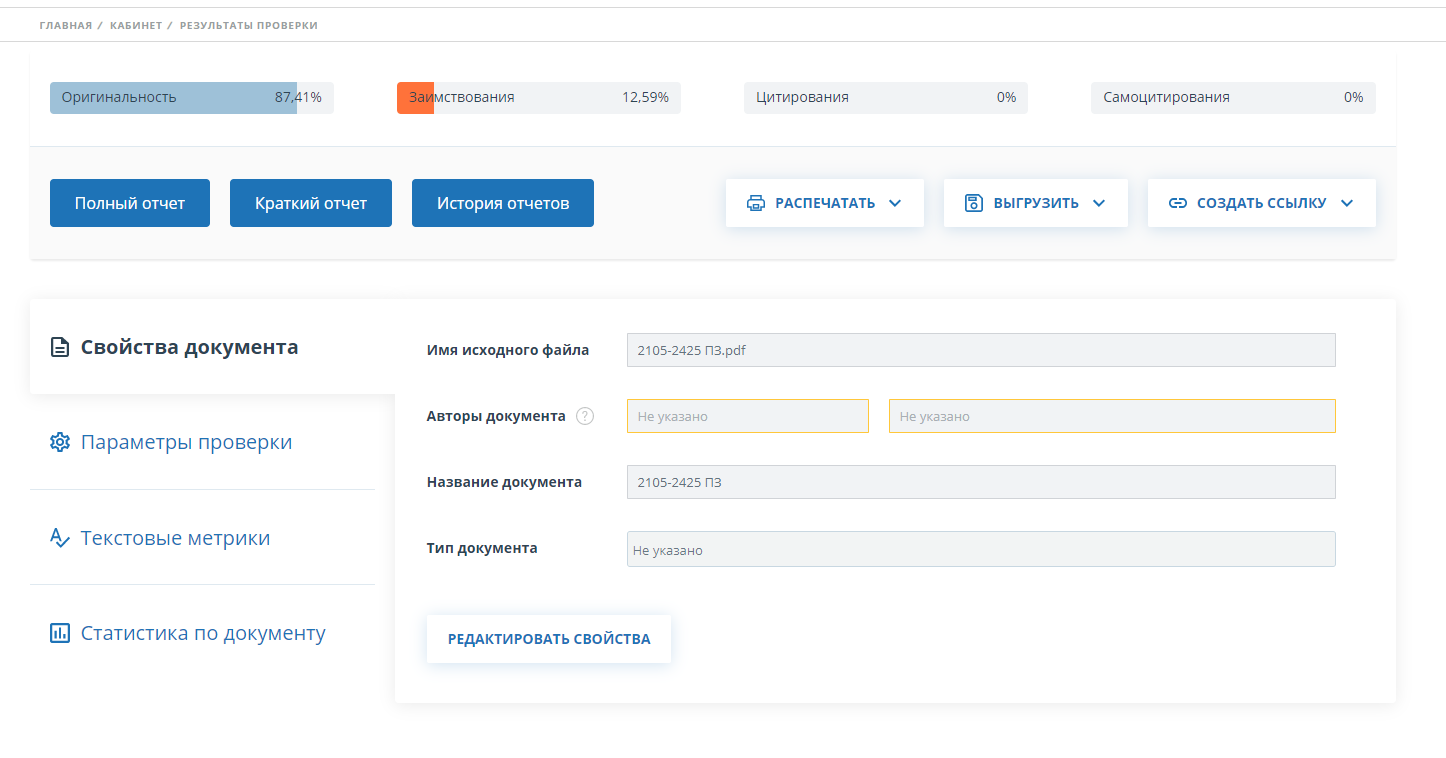 ГЛАВНАЯ / КАБИНЕТ / РЕЗУЛЬТАТЫ ПРОВЕРКИ
Оригинальность 87,41% Заимствования 12,59% Цитирования 0% Самоцитирования 0%
Полный отчет Краткий отчет История отчетов РАСПЕЧАТАТЬ ВЫГРУЗИТЬ СОЗДАТЬ ССЫЛКУ
Свойства документа
Параметры проверки
Текстовые метрики
Статистика по документу
Имя исходного файла 2105-2425 ПЗ.pdf
Авторы документа ? Не указано Не указано
Название документа 2105-2425 ПЗ
Тип документа Не указано
РЕДАКТИРОВАТЬ СВОЙСТВА